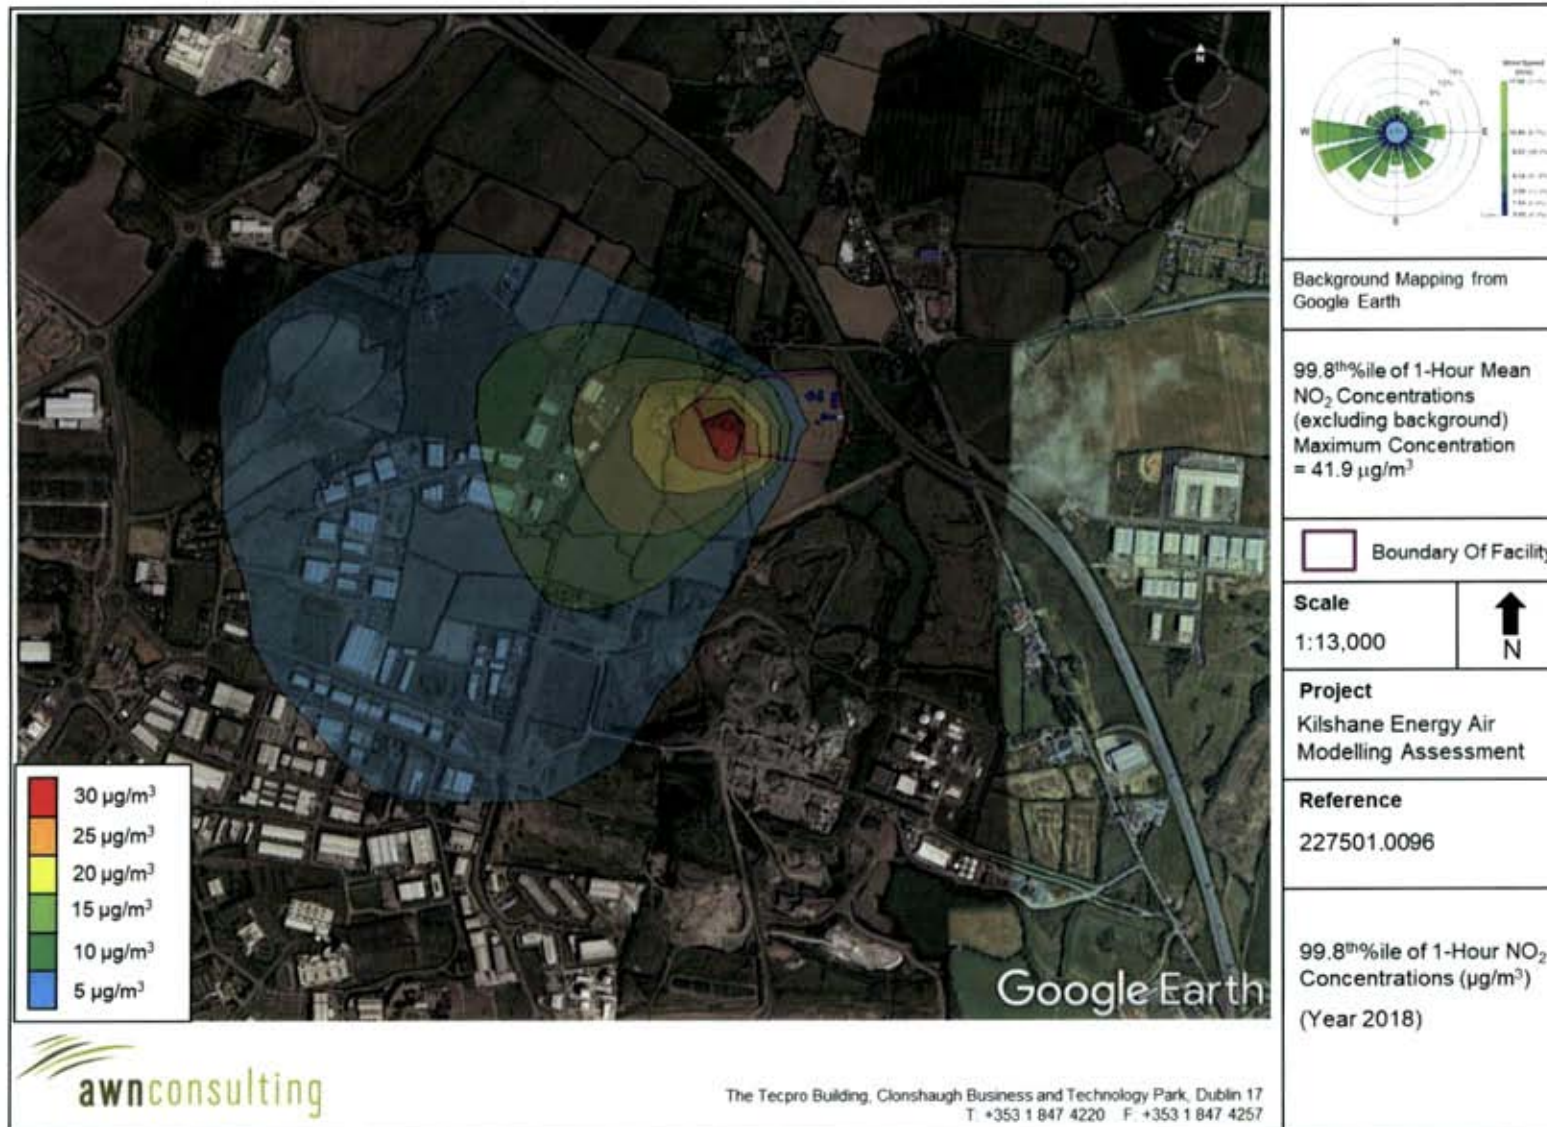 N
N
W
E
S
Background Mapping from
Google Earth
99.8th%ile of 1-Hour Mean
NO2 Concentrations
(excluding background)
Maximum Concentration
= 41.9 µg/m3
Boundary Of Facility
Scale
1:13,000
N
Project
Kilshane Energy Air
Modelling Assessment
Reference
227501.0096
99.8th%ile of 1-Hour NO2
Concentrations (µg/m3)
(Year 2018)
30 µg/m3
25 µg/m3
20 µg/m3
15 µg/m3
10 µg/m3
5 µg/m3
Google Earth
awnconsulting
The Tecpro Building, Clonshaugh Business and Technology Park, Dublin 17
T: +353 1 847 4220 F: +353 1 847 4257